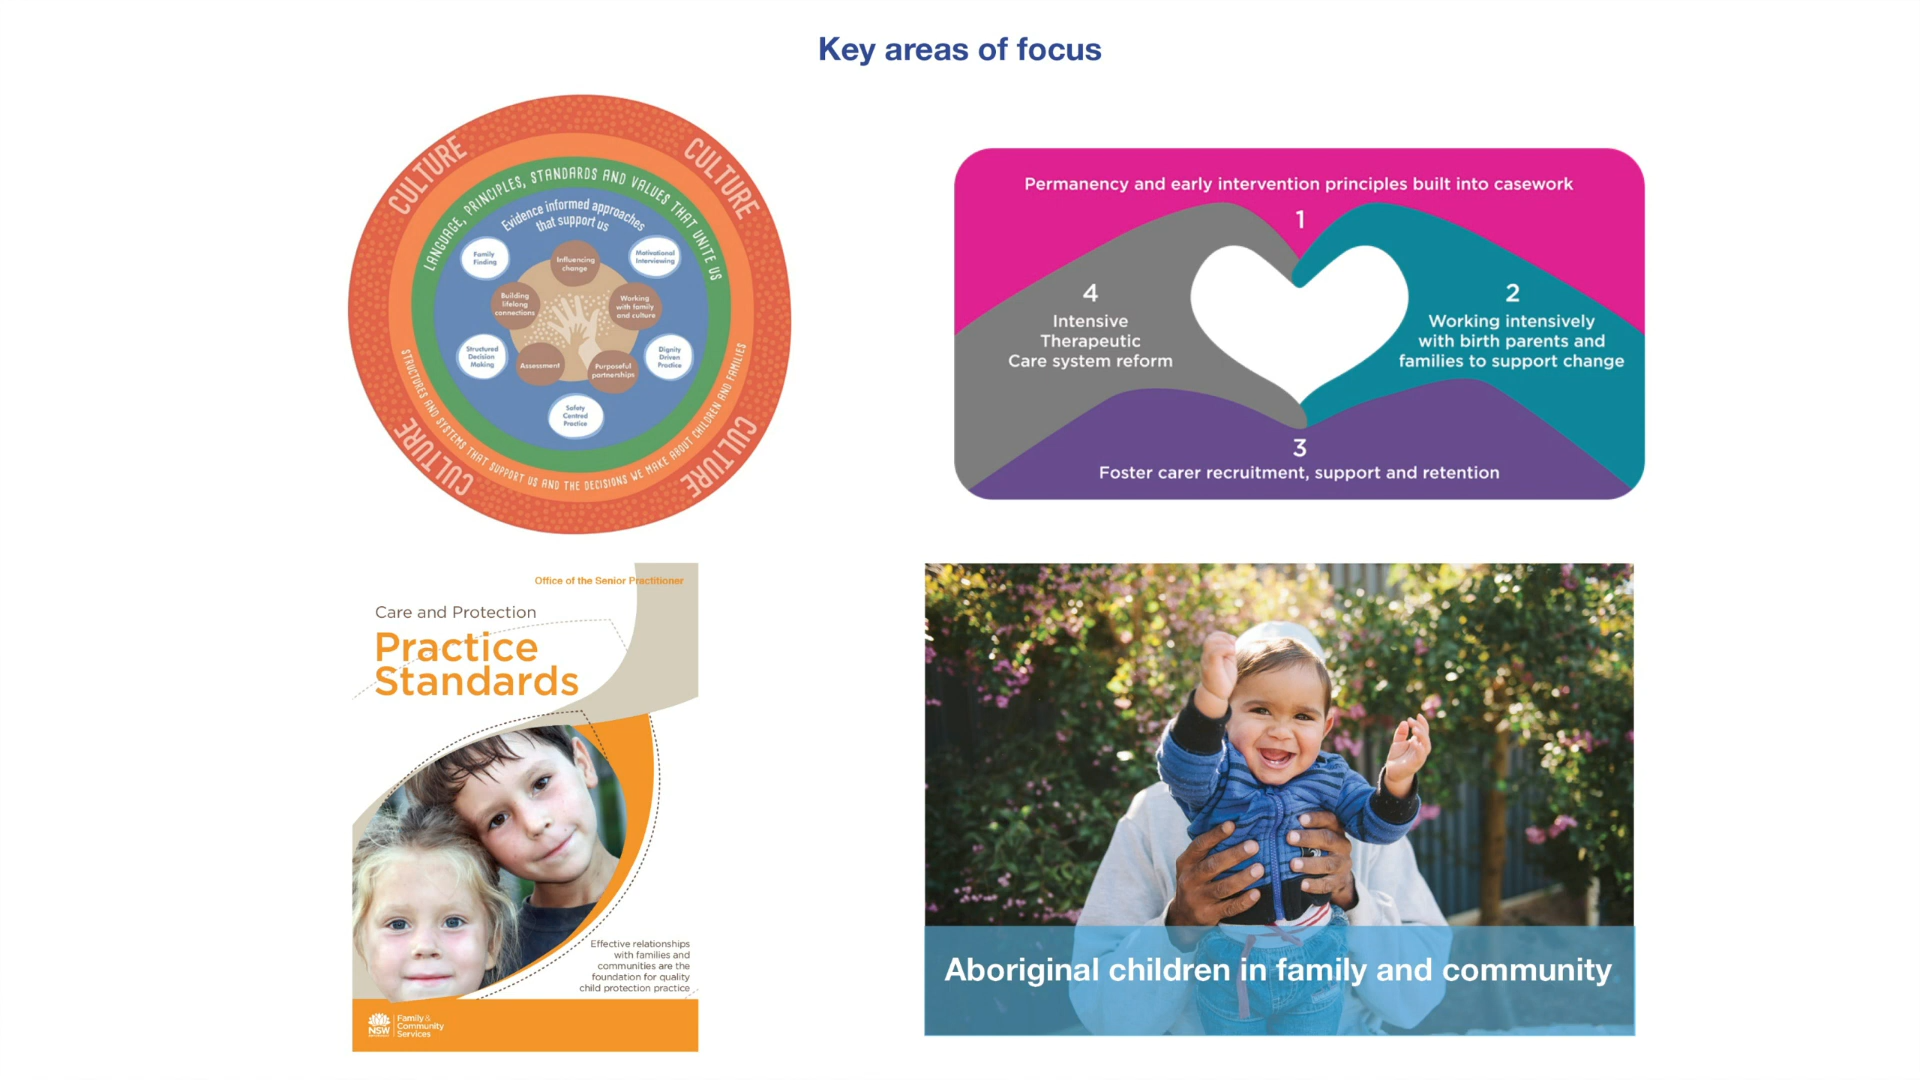 Key areas of focus
CULTURE
CULTURE
LANGUAGE, PRINCIPLES, STANDARDS AND VALUES THAT UNITE US
Evidence informed approaches
that support us
Family
Finding
Motivational
Interviewing
Influencing
change
Building
lifelong
connections
Working
with family
and culture
Structured
Decision
Making
Assessment
Purposeful
partnerships
Dignity
Driven
Practice
Safety
Centred
Practice
STRUCTURES AND SYSTEMS THAT SUPPORT US AND THE DECISIONS WE MAKE ABOUT CHILDREN AND FAMILIES
CULTURE
CULTURE
Permanency and early intervention principles built into casework
1
4
Intensive
Therapeutic
Care system reform
2
Working intensively
with birth parents and
families to support change
3
Foster carer recruitment, support and retention
Office of the Senior Practitioner
Care and Protection
Practice
Standards
Effective relationships
with families and
communities are the
foundation for quality
child protection practice
NSW
Family &
Community
Services
Aboriginal children in family and community